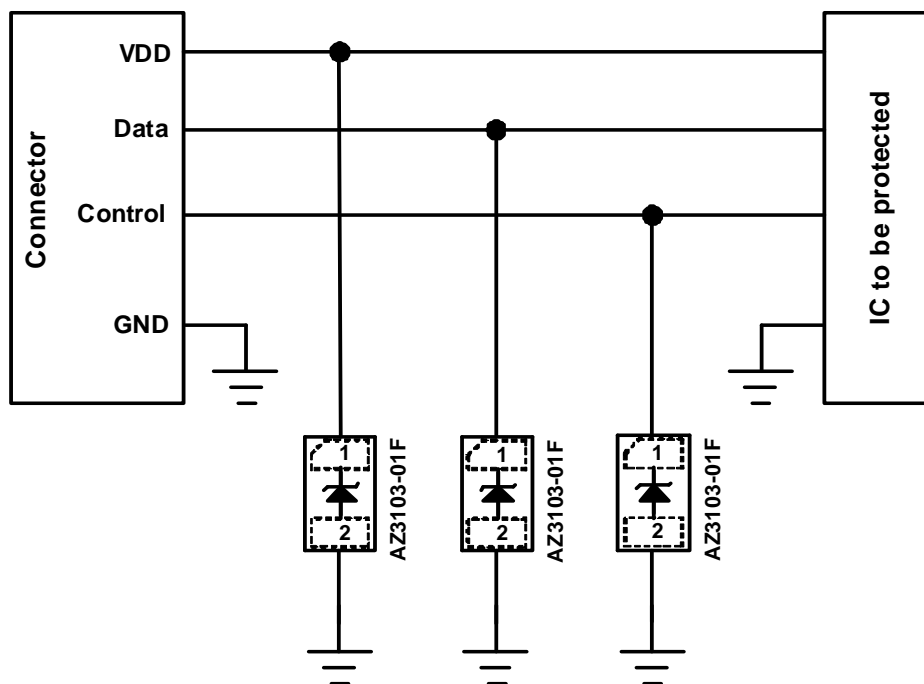 Connector
VDD
Data
Control
GND
IC to be protected
1
2
AZ3103-01F
1
2
AZ3103-01F
1
2
AZ3103-01F